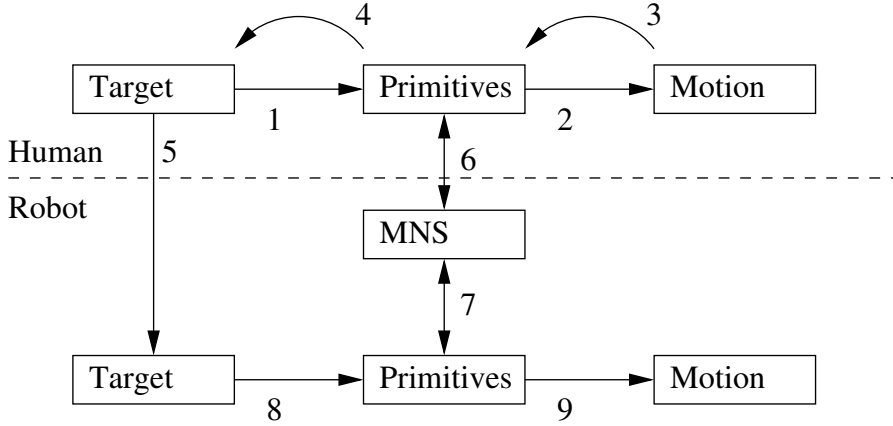 4 3
Target Primitives Motion
1 2
Human 5 6
Robot
MNS
7
Target Primitives Motion
8 9